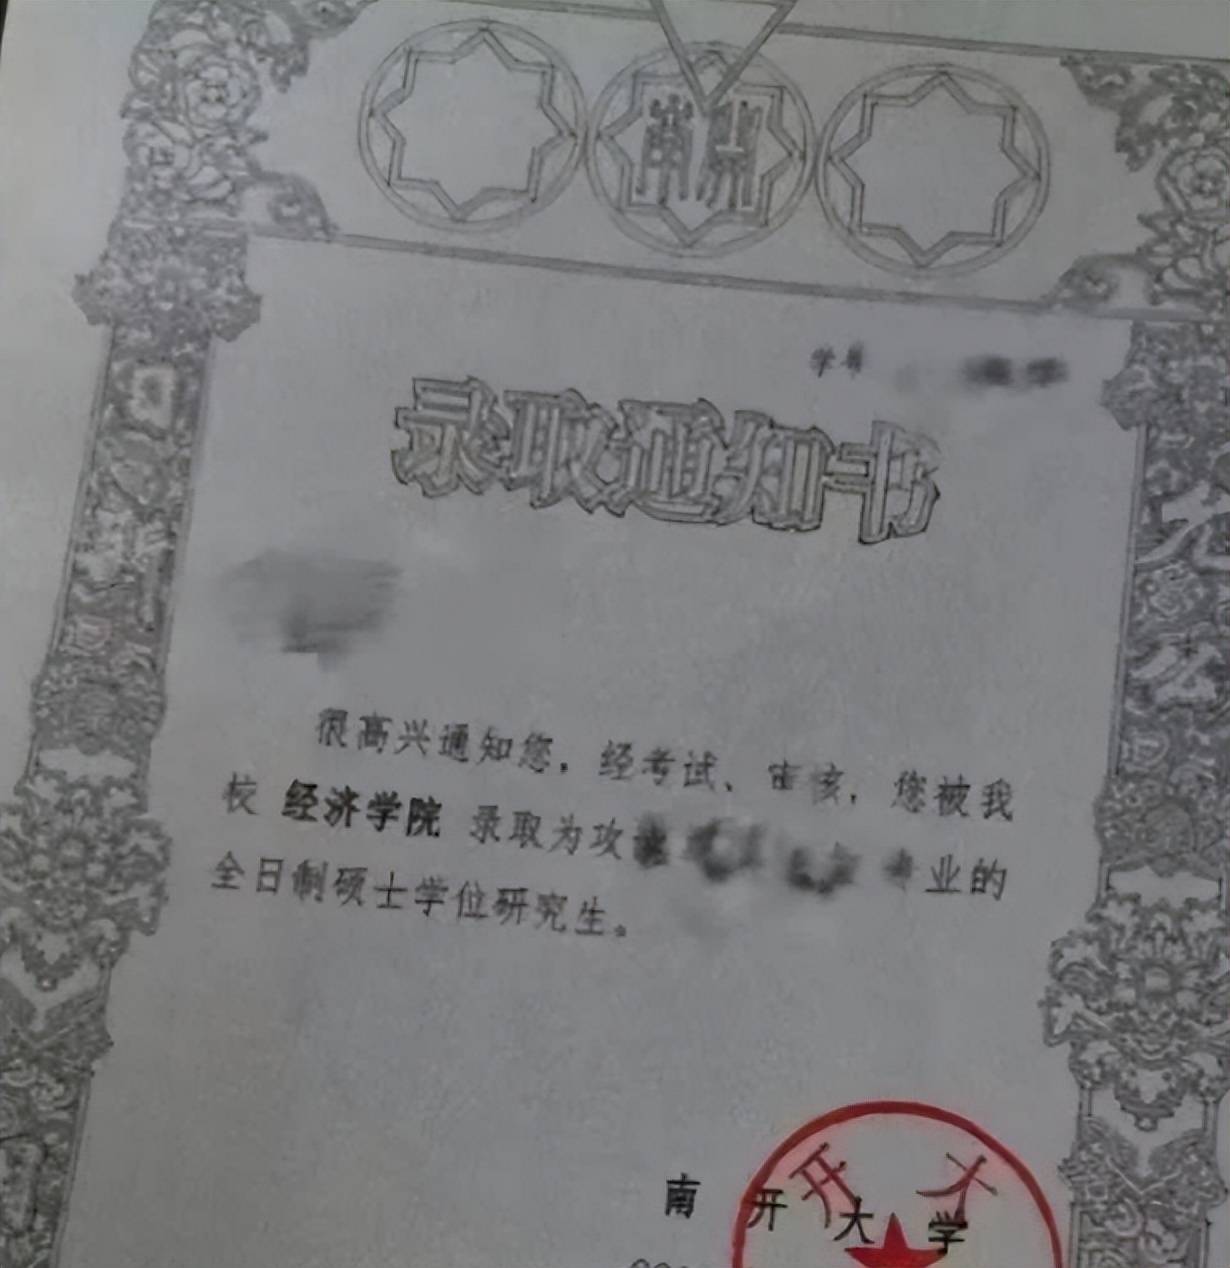 南開
学号
录取通知书
很高兴通知您，经考试、审核，您被我
校 经济学院 录取为攻 专业的
全日制硕士学位研究生。
南开大学
开大